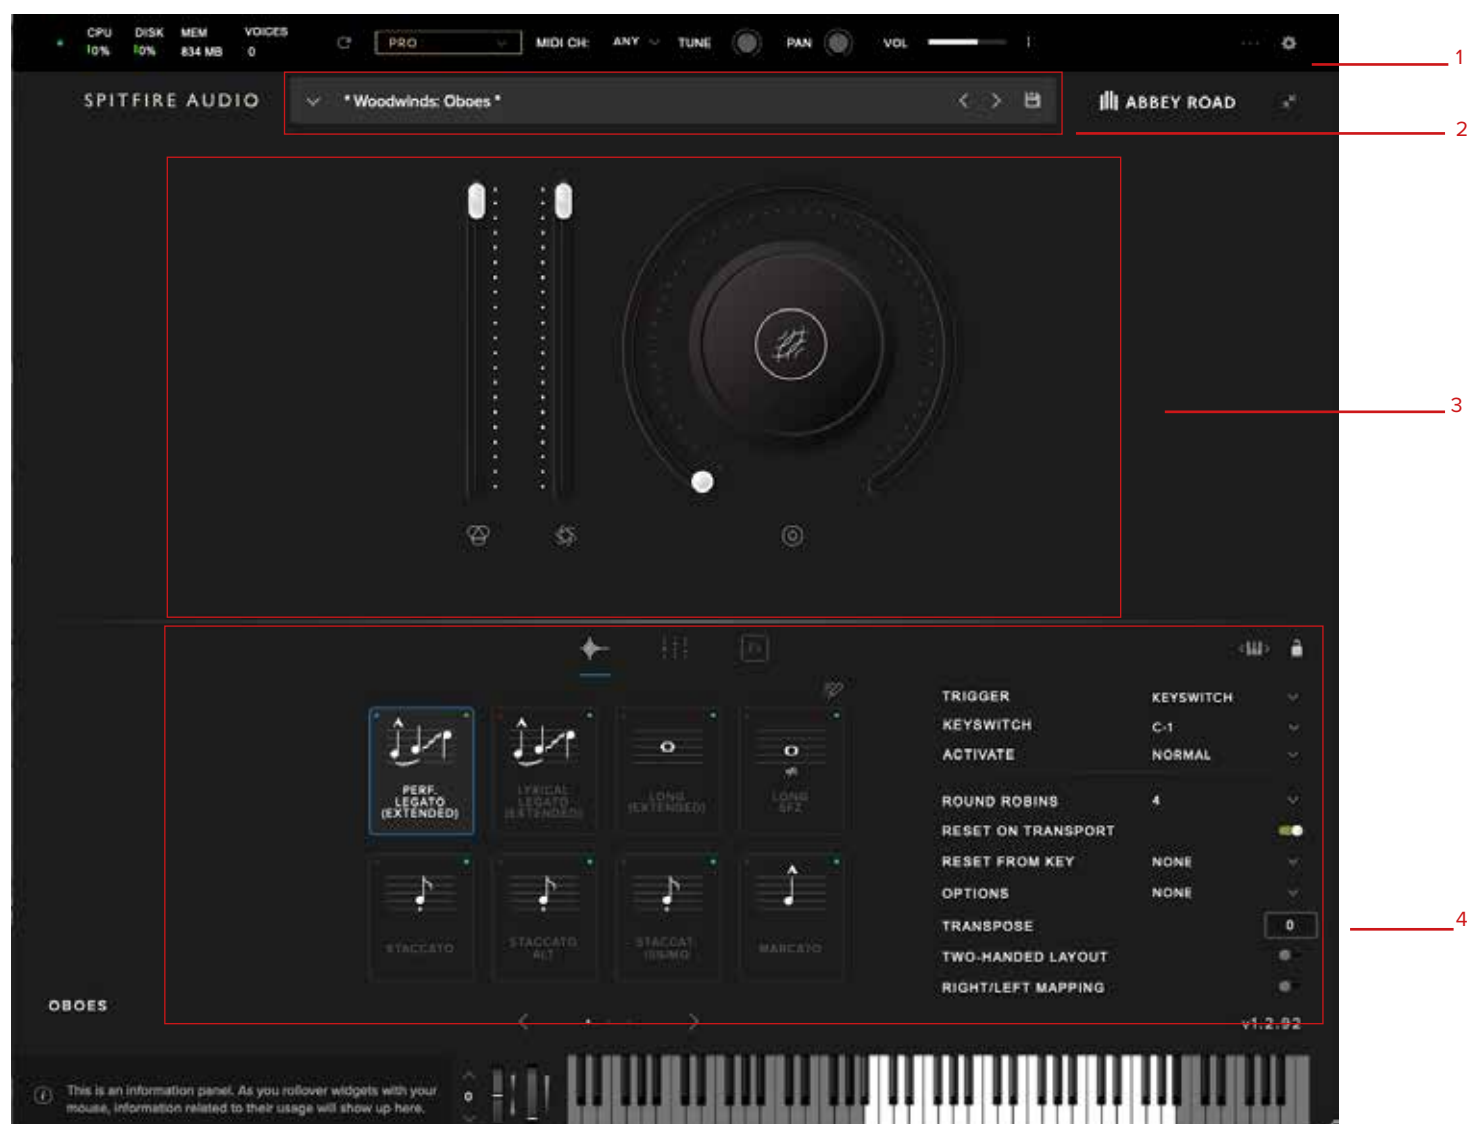 CPU DISK MEM VOICES
10% 10% 834 MB 0
PRO MIDI CH: ANY TUNE PAN VOL
1
SPITFIRE AUDIO * Woodwinds: Oboes * ABBEY ROAD
2
3
TRIGGER KEYSWITCH
KEYSWITCH C-1
ACTIVATE NORMAL
PERF. LEGATO (EXTENDED)
LYRICAL LEGATO (EXTENDED)
LONG (EXTENDED)
LONG SFZ
ROUND ROBINS 4
RESET ON TRANSPORT
RESET FROM KEY NONE
OPTIONS NONE
TRANSPOSE 0
4
STACCATO
STACCATO ALT
STACCAT- ISSIMO
MARCATO
TWO-HANDED LAYOUT
RIGHT/LEFT MAPPING
OBOES
v1.2.92
This is an information panel. As you rollover widgets with your
mouse, information related to their usage will show up here.
0